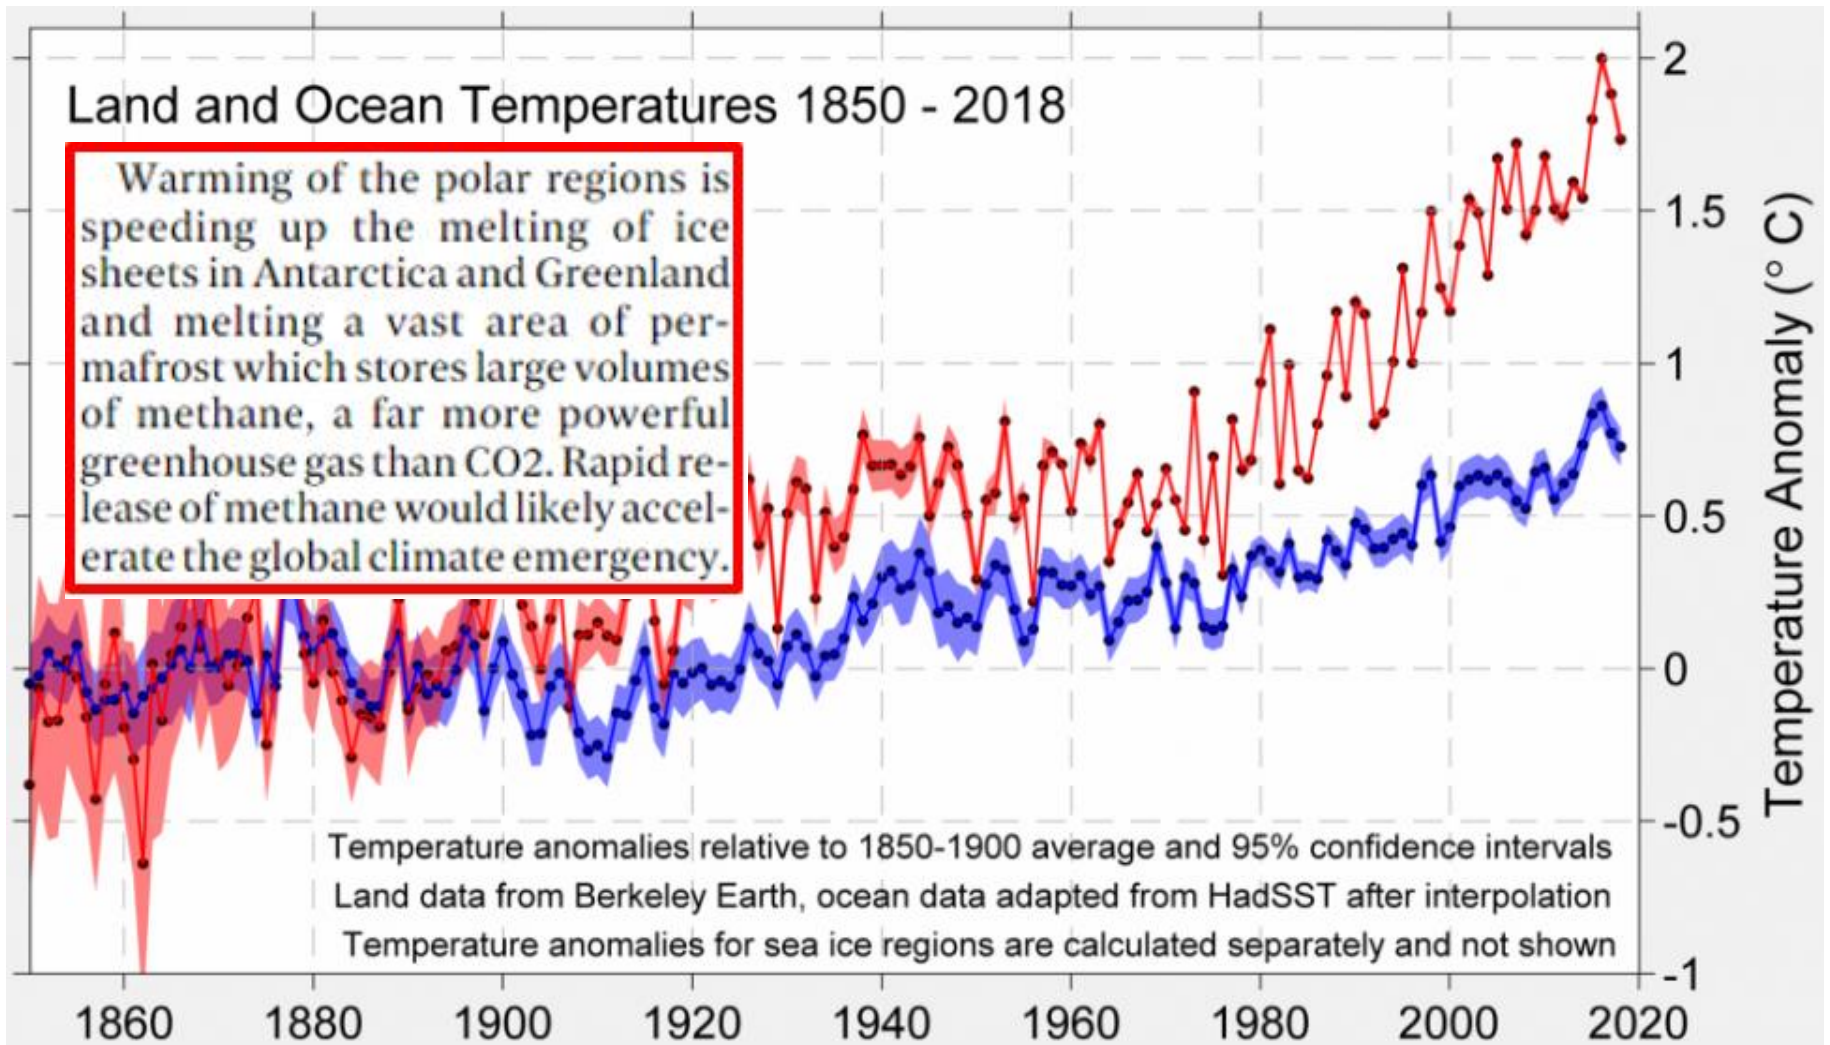 Land and Ocean Temperatures 1850 - 2018
Warming of the polar regions is
speeding up the melting of ice
sheets in Antarctica and Greenland
and melting a vast area of per-
mafrost which stores large volumes
of methane, a far more powerful
greenhouse gas than CO2. Rapid re-
lease of methane would likely accel-
erate the global climate emergency.
Temperature anomalies relative to 1850-1900 average and 95% confidence intervals
Land data from Berkeley Earth, ocean data adapted from HadSST after interpolation
Temperature anomalies for sea ice regions are calculated separately and not shown
2
1.5
1
0.5
0
-0.5
-1
Temperature Anomaly (° C)
1860 1880 1900 1920 1940 1960 1980 2000 2020